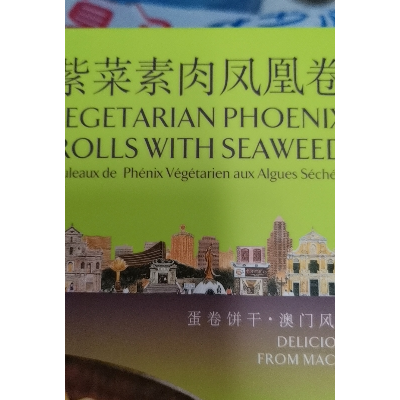 紫菜素肉凤凰卷
EGETARIAN PHOENIX
ROLLS WITH SEAWEED
uleaux de Phénix Végétarien aux Algues Séché
蛋卷饼干·澳门风
DELICIO
FROM MAC